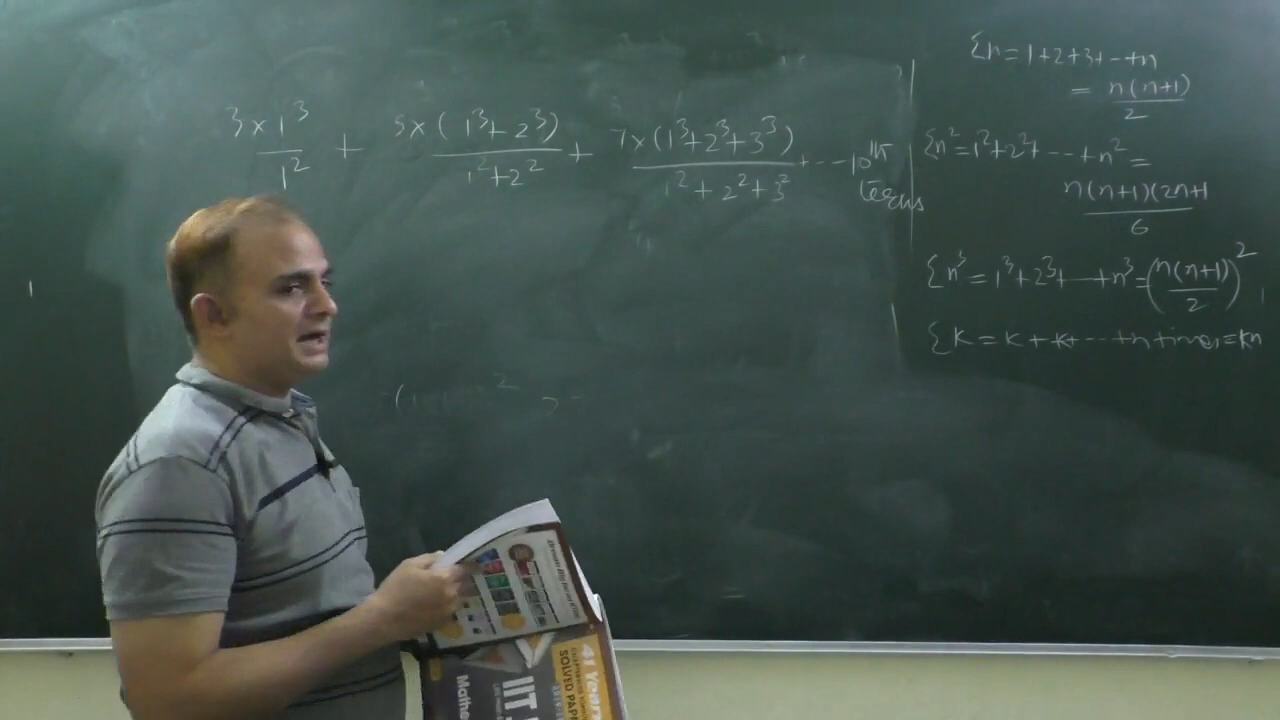 3×1³/1² + 5×(1³+2³)/1²+2² + 7×(1³+2³+3³)/1²+2²+3² + --- 10th terms
Σn = 1+2+3+--+n
= n(n+1)/2
Σn² = 1²+2²+---+n² =
n(n+1)(2n+1/6
Σn³ = 1³+2³+---+n³ = (n(n+1)/2)²
ΣK = K+K+---+n times = Kn
41 Years
SOLVED PAP
IIT J
Mathe